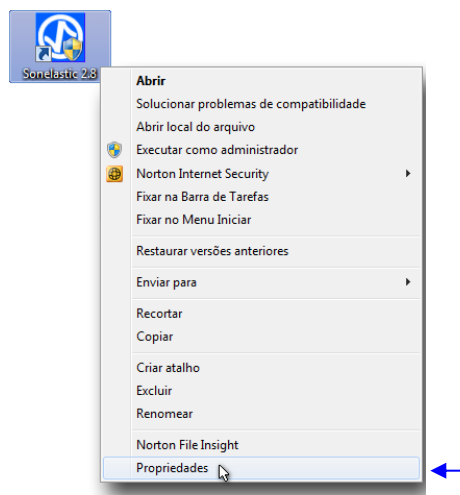 Sonelastic 2.8
Abrir
Solucionar problemas de compatibilidade
Abrir local do arquivo
Executar como administrador
Norton Internet Security
Fixar na Barra de Tarefas
Fixar no Menu Iniciar
Restaurar versões anteriores
Enviar para
Recortar
Copiar
Criar atalho
Excluir
Renomear
Norton File Insight
Propriedades